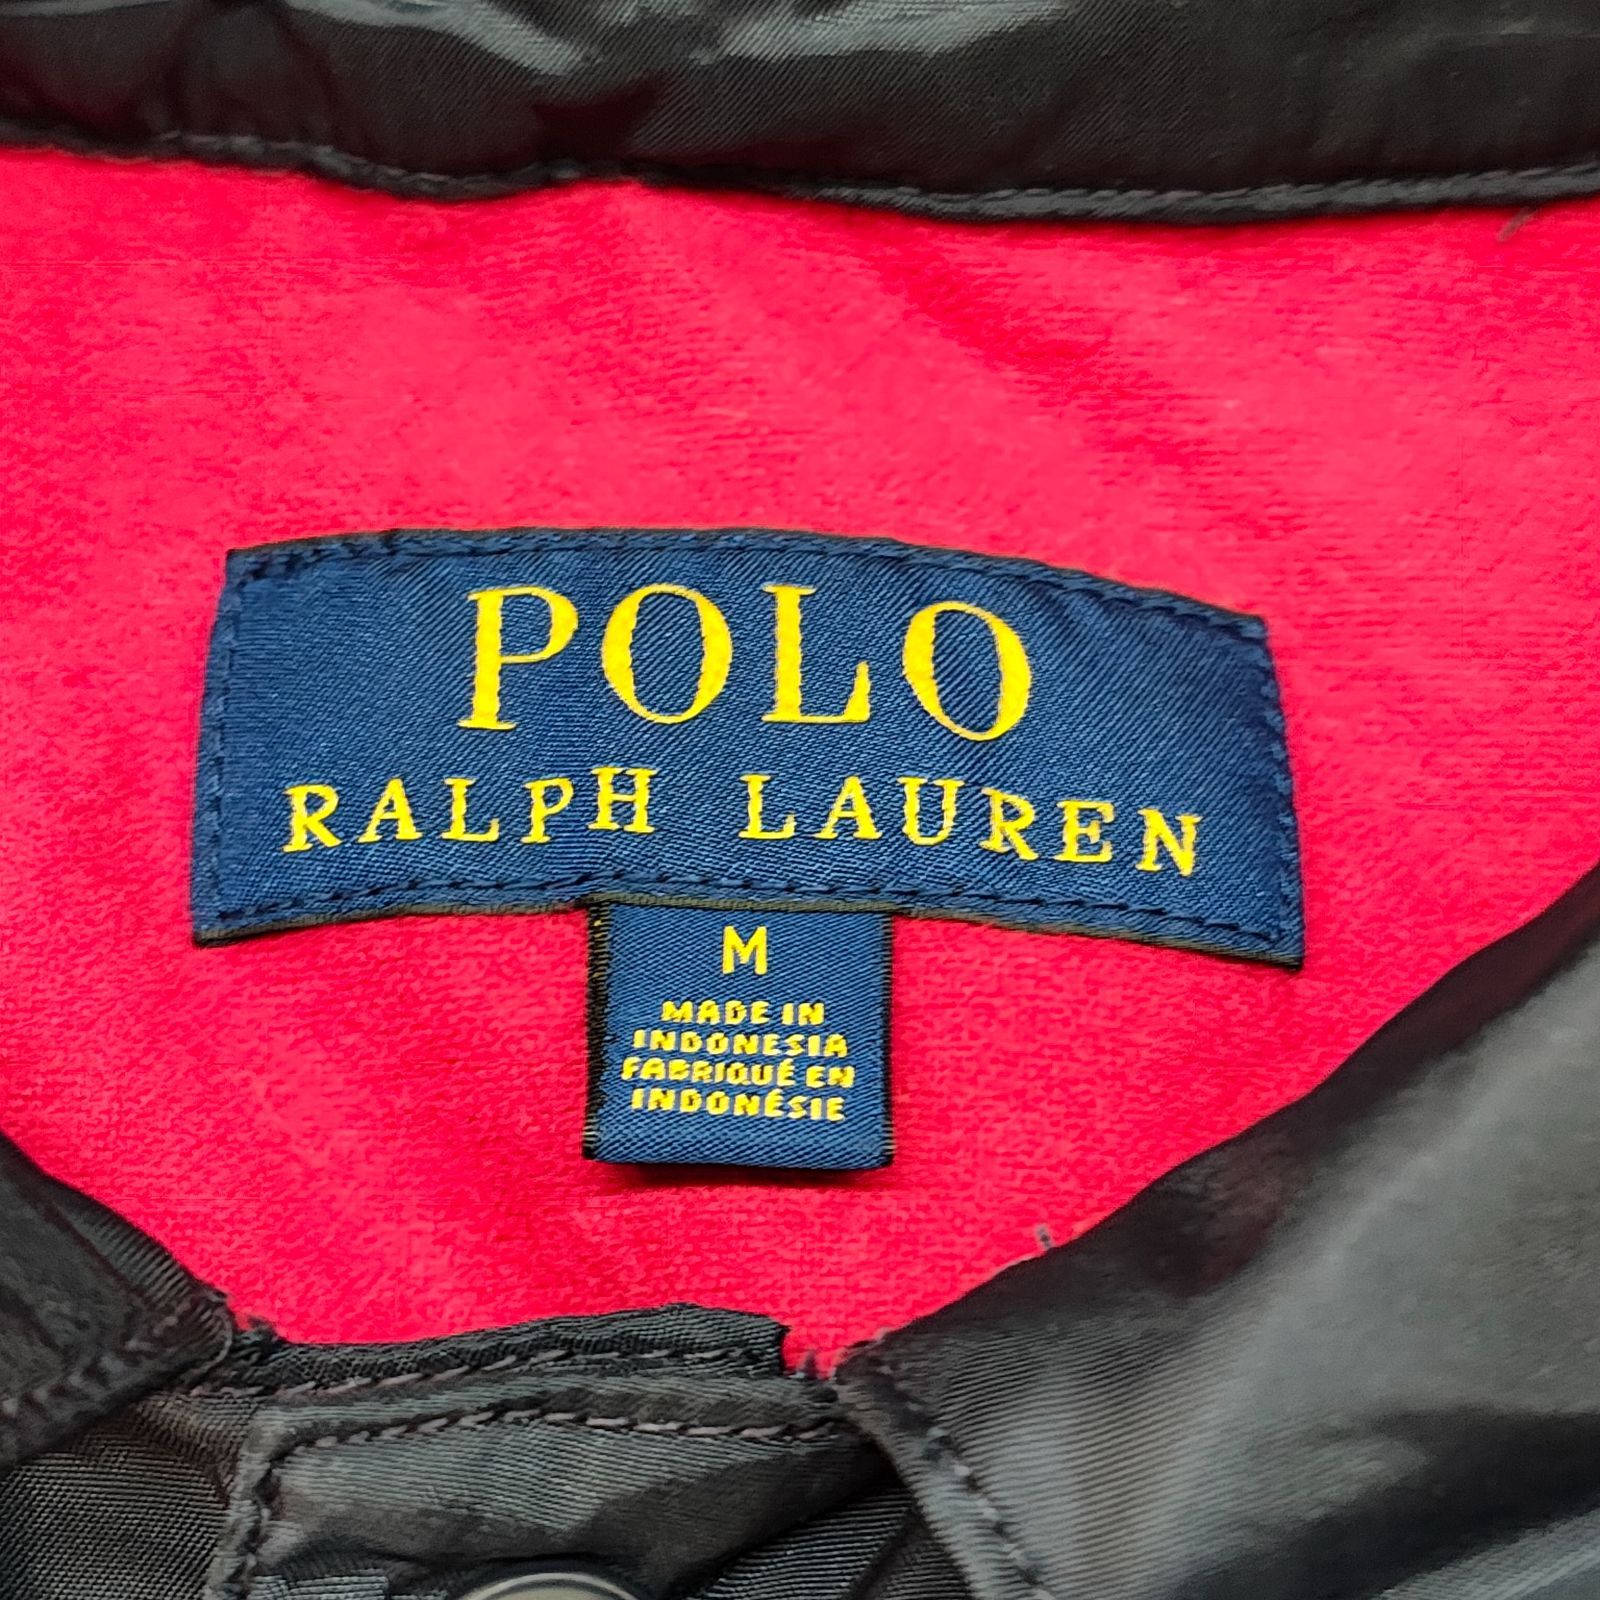 POLO
RALPH LAUREN
M
MADE IN
INDONESIA
FABRIQUÉ EN
INDONÉSIE